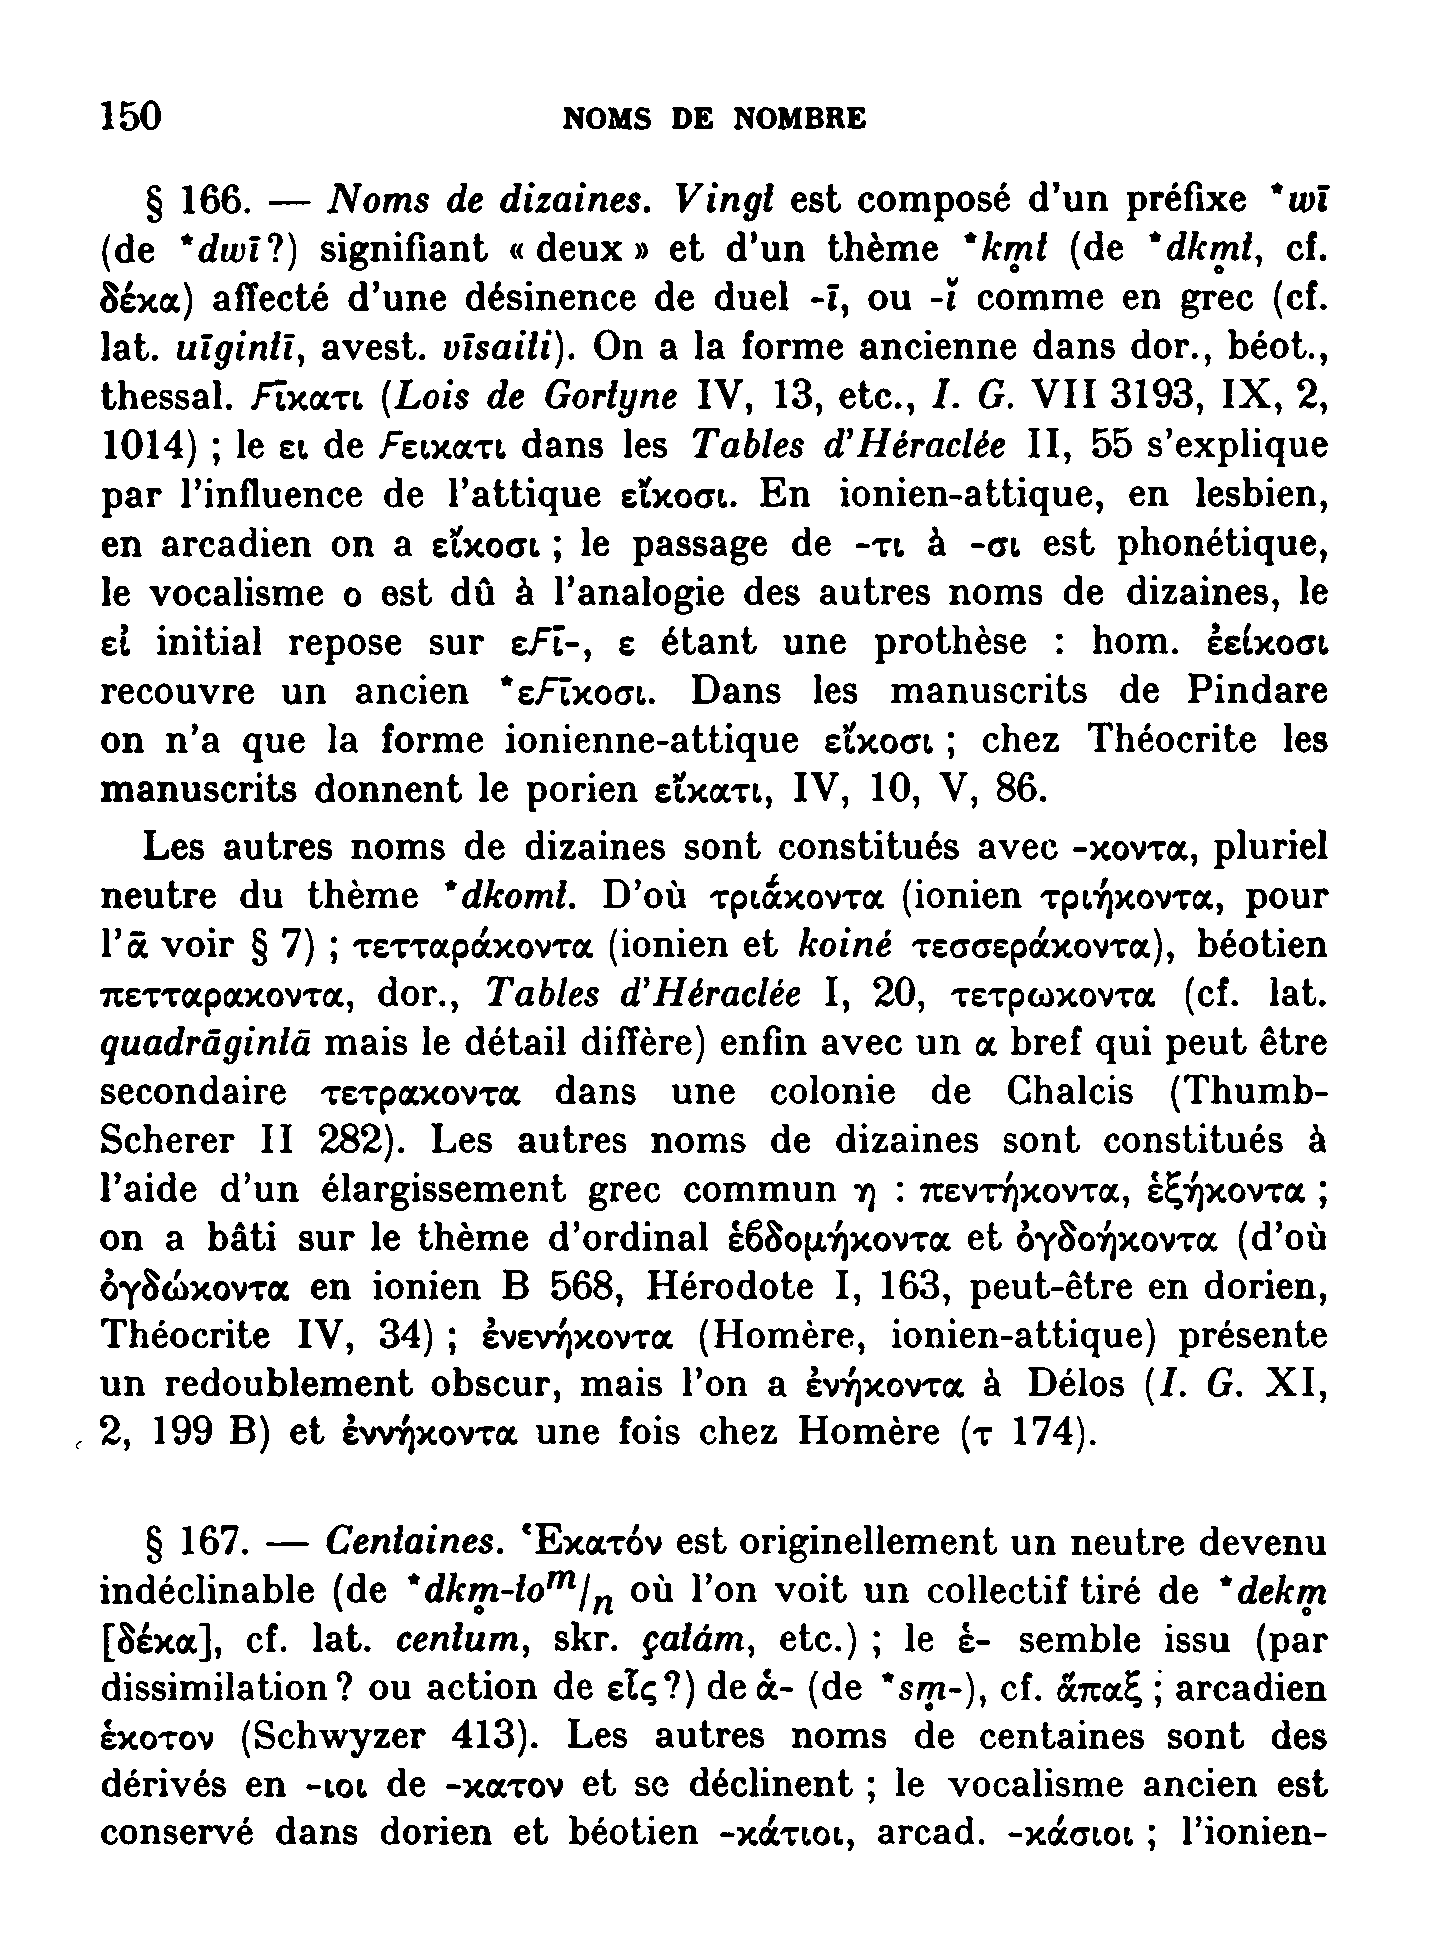 150 NOMS DE NOMBRE
§ 166. — Noms de dizaines. Vingt est composé d'un préfixe *wī
(de *dwī?) signifiant « deux » et d'un thème *km̥t (de *dkm̥t, cf.
δέκα) affecté d'une désinence de duel -ī, ou -ῐ comme en grec (cf.
lat. uīgintī, avest. vīsaiti). On a la forme ancienne dans dor., béot.,
thessal. ϝῑκατι (Lois de Gortyne IV, 13, etc., I. G. VII 3193, IX, 2,
1014) ; le ει de ϝεικατι dans les Tables d'Héraclée II, 55 s'explique
par l'influence de l'attique εἴκοσι. En ionien-attique, en lesbien,
en arcadien on a εἴκοσι ; le passage de -τι à -σι est phonétique,
le vocalisme ο est dû à l'analogie des autres noms de dizaines, le
εἰ initial repose sur εϝῑ-, ε étant une prothèse : hom. ἐείκοσι
recouvre un ancien *εϝῑκοσι. Dans les manuscrits de Pindare
on n'a que la forme ionienne-attique εἴκοσι ; chez Théocrite les
manuscrits donnent le porien εἴκατι, IV, 10, V, 86.
Les autres noms de dizaines sont constitués avec -κοντα, pluriel
neutre du thème *dkomt. D'où τριᾱ́κοντα (ionien τριήκοντα, pour
l'ᾱ voir § 7) ; τετταράκοντα (ionien et koiné τεσσεράκοντα), béotien
πετταρακοντα, dor., Tables d'Héraclée I, 20, τετρωκοντα (cf. lat.
quadrāgintā mais le détail diffère) enfin avec un α bref qui peut être
secondaire τετρακοντα dans une colonie de Chalcis (Thumb-
Scherer II 282). Les autres noms de dizaines sont constitués à
l'aide d'un élargissement grec commun η : πεντήκοντα, ἑξήκοντα ;
on a bâti sur le thème d'ordinal ἑϐδομήκοντα et ὀγδοήκοντα (d'où
ὀγδώκοντα en ionien B 568, Hérodote I, 163, peut-être en dorien,
Théocrite IV, 34) ; ἐνενήκοντα (Homère, ionien-attique) présente
un redoublement obscur, mais l'on a ἐνήκοντα à Délos (I. G. XI,
2, 199 B) et ἐννήκοντα une fois chez Homère (τ 174).
§ 167. — Centaines. Ἑκατόν est originellement un neutre devenu
indéclinable (de *dkm̥-tom/n où l'on voit un collectif tiré de *dekm̥
[δέκα], cf. lat. centum, skr. çatám, etc.) ; le ἑ- semble issu (par
dissimilation ? ou action de εἷς ?) de ἁ- (de *sm̥-), cf. ἅπαξ ; arcadien
ἑκοτον (Schwyzer 413). Les autres noms de centaines sont des
dérivés en -ιοι de -κατον et se déclinent ; le vocalisme ancien est
conservé dans dorien et béotien -κάτιοι, arcad. -κάσιοι ; l'ionien-